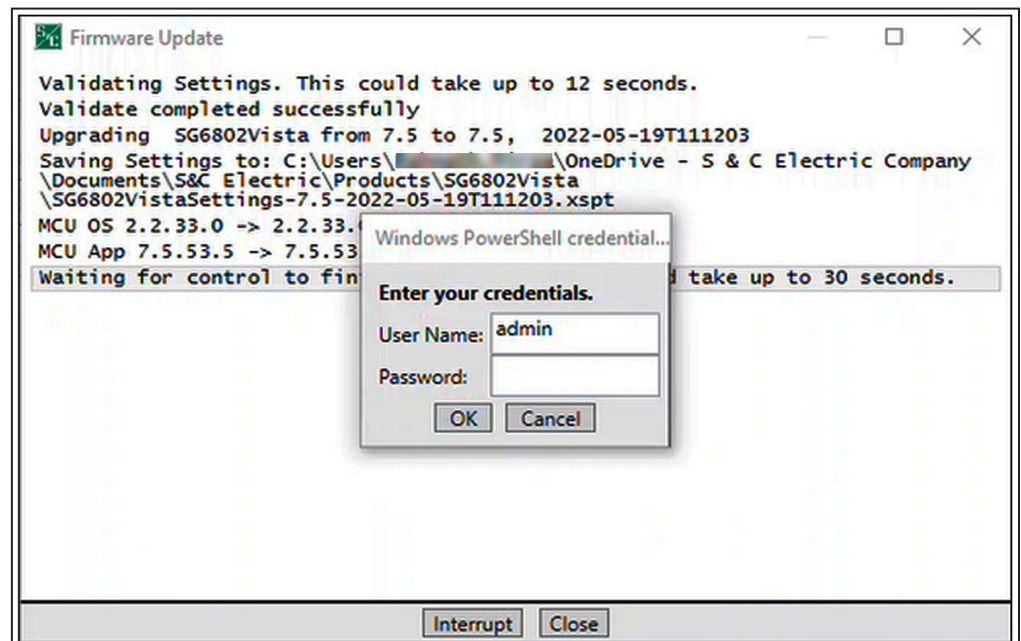 Firmware Update
Validating Settings. This could take up to 12 seconds.
Validate completed successfully
Upgrading SG6802Vista from 7.5 to 7.5, 2022-05-19T111203
Saving Settings to: C:\Users\ \OneDrive - S & C Electric Company
\Documents\S&C Electric\Products\SG6802Vista
\SG6802VistaSettings-7.5-2022-05-19T111203.xspt
MCU OS 2.2.33.0 -> 2.2.33.
MCU App 7.5.53.5 -> 7.5.53
Waiting for control to take up to 30 seconds.
Windows PowerShell credential...
Enter your credentials.
User Name: admin
Password:
OK Cancel
Interrupt Close